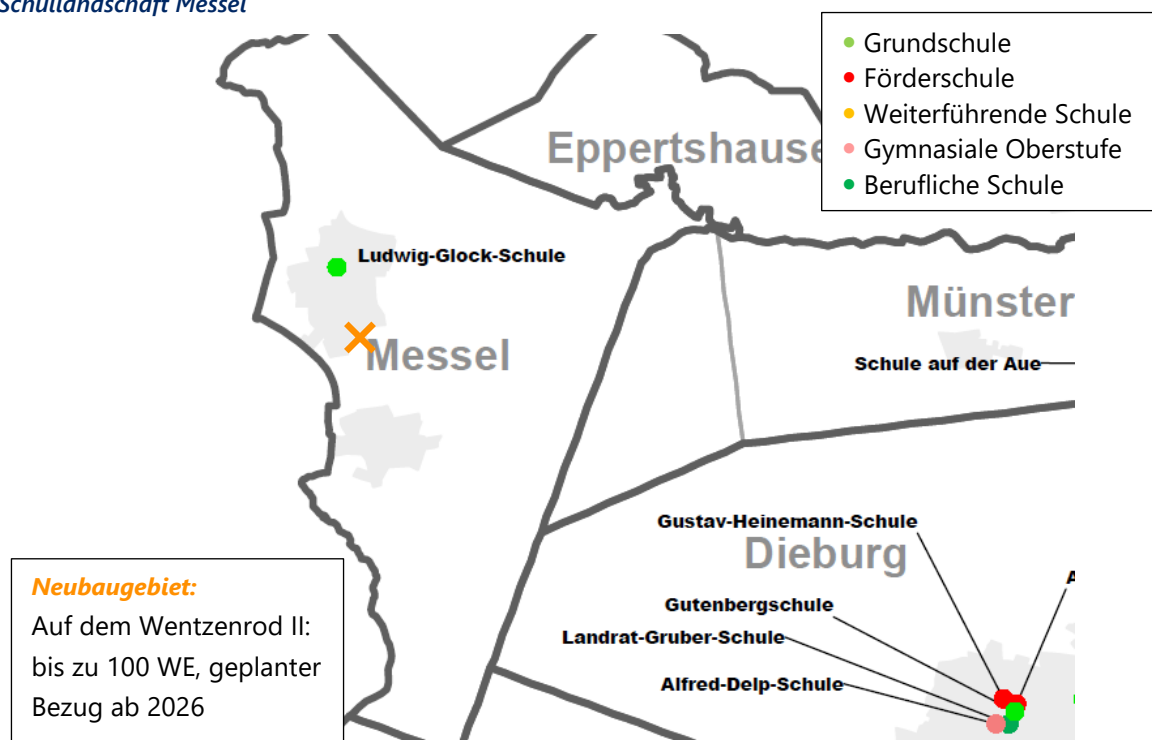 Schullandschaft Messel
Grundschule
Förderschule
Weiterführende Schule
Gymnasiale Oberstufe
Berufliche Schule
Eppertshause
Ludwig-Glock-Schule
Münster
Messel
Schule auf der Aue
Gustav-Heinemann-Schule
Dieburg
A
Gutenbergschule
Landrat-Gruber-Schule
Alfred-Delp-Schule
Neubaugebiet:
Auf dem Wentzenrod II:
bis zu 100 WE, geplanter
Bezug ab 2026